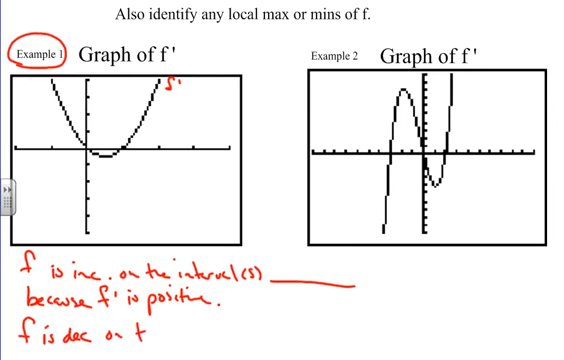 Also identify any local max or mins of f.
Example 1 Graph of f'
Example 2 Graph of f'
f'
f is inc. on the interval(s) ________
because f' is positive.
f is dec on t